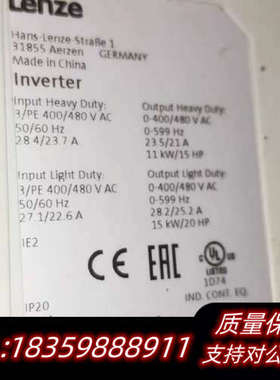 Lenze
Hans-Lenze-Straße 1
31855 Aerzen GERMANY
Made in China
Inverter
Input Heavy Duty:
3/PE 400/480 V AC
50/60 Hz
28.4/23.7 A
Output Heavy Duty:
0-400/480 V AC
0-599 Hz
23.5/21 A
11 kW/15 HP
Input Light Duty:
3/PE 400/480 V AC
50/60 Hz
27.1/22.6 A
Output Light Duty:
0-400/480 V AC
0-599 Hz
28.2/25.2 A
15 kW/20 HP
IE2
CE EAC UL
LISTED
1D74
IND. CONT. EQ.
IP20
质量保
:18359888911
支持对公